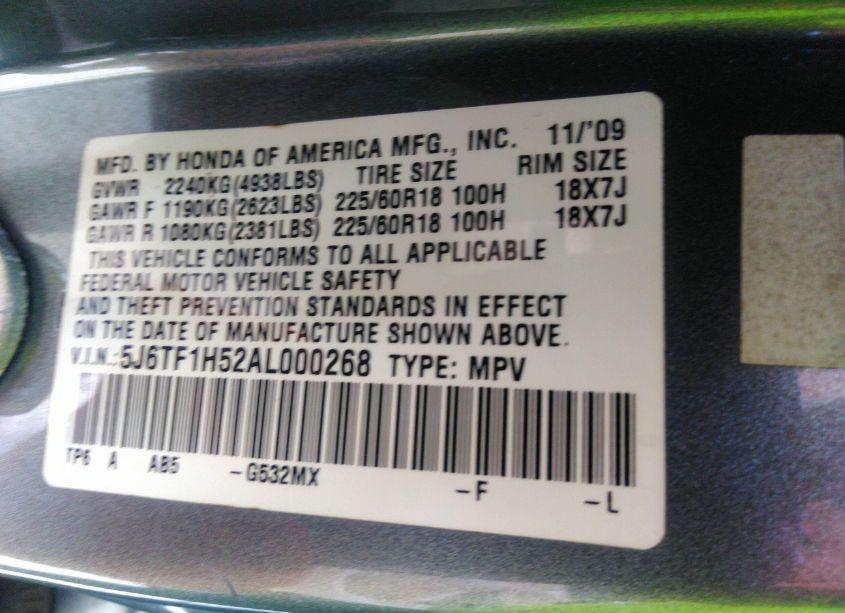 MFD. BY HONDA OF AMERICA MFG., INC. 11/'09
GVWR 2240KG(4938LBS) TIRE SIZE RIM SIZE
GAWR F 1190KG(2623LBS) 225/60R18 100H 18X7J
GAWR R 1080KG(2381LBS) 225/60R18 100H 18X7J
THIS VEHICLE CONFORMS TO ALL APPLICABLE
FEDERAL MOTOR VEHICLE SAFETY
AND THEFT PREVENTION STANDARDS IN EFFECT
ON THE DATE OF MANUFACTURE SHOWN ABOVE.
V.I.N.:5J6TF1H52AL000268 TYPE: MPV
TP6 A AB5 -G532MX -F -L